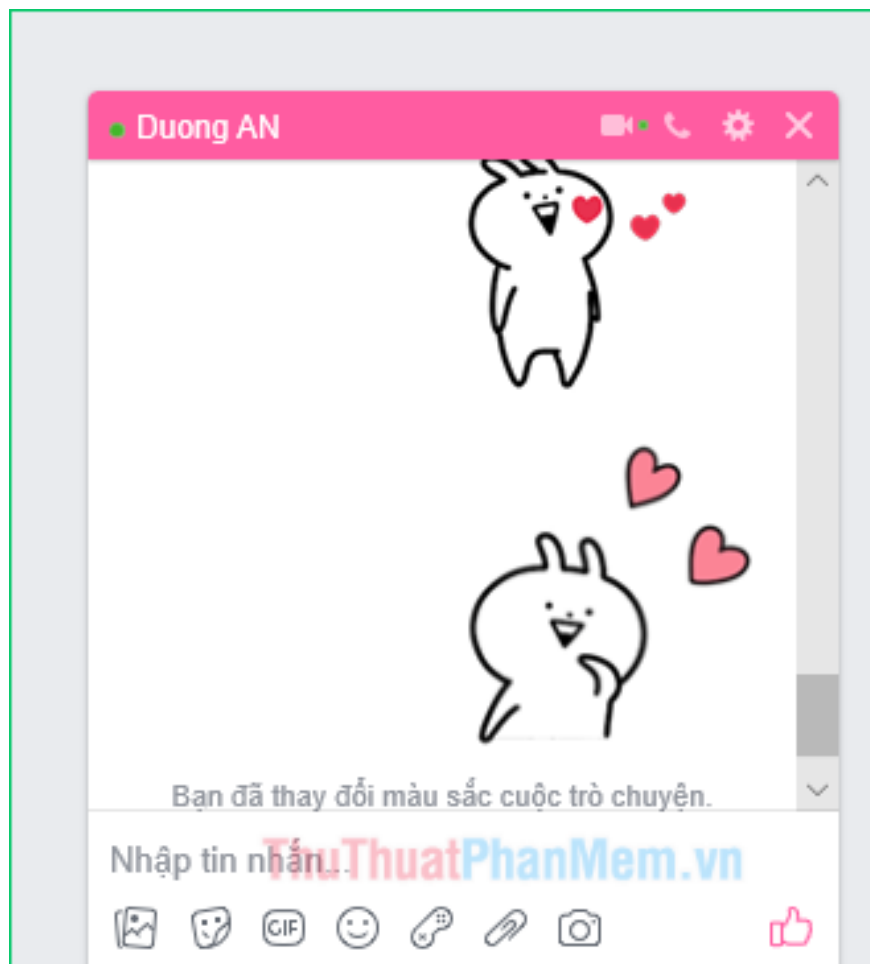 Duong AN
Bạn đã thay đổi màu sắc cuộc trò chuyện.
Nhập tin nhắn...
ThuThuatPhanMem.vn
GIF